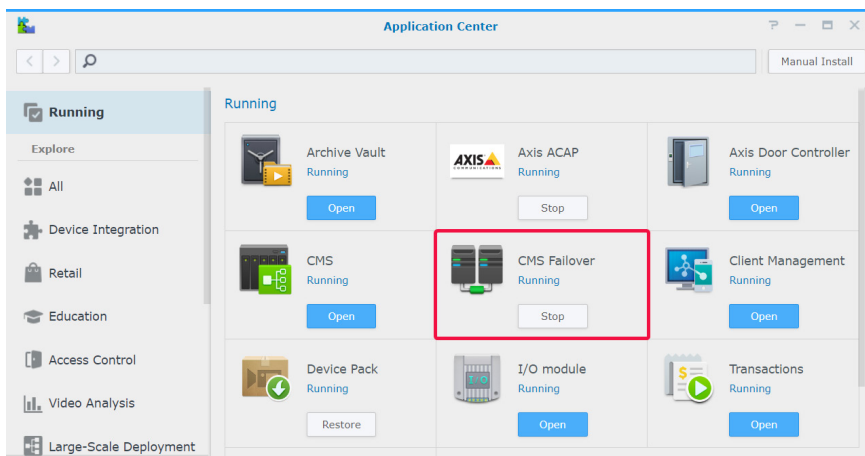 Application Center
Manual Install
Running
Explore
All
Device Integration
Retail
Education
Access Control
Video Analysis
Large-Scale Deployment
Running
Archive Vault
Running
Open
AXIS
COMMUNICATIONS
Axis ACAP
Running
Stop
Axis Door Controller
Running
Open
CMS
Running
Open
CMS Failover
Running
Stop
Client Management
Running
Open
Device Pack
Running
Restore
I/O
I/O module
Running
Open
$
Transactions
Running
Open